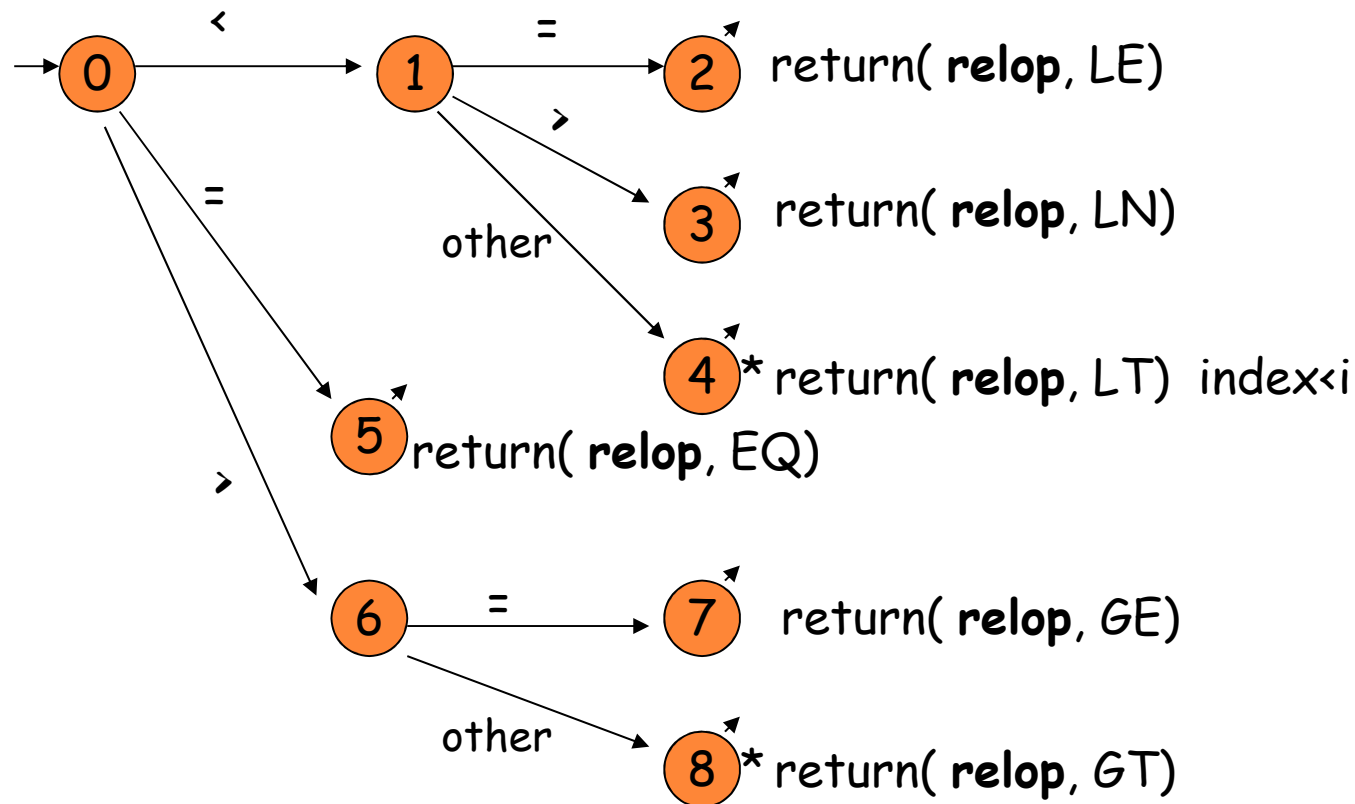 <
=
0
1
2
return( relop, LE)
>
=
3
return( relop, LN)
other
4
* return( relop, LT) index<i
5
return( relop, EQ)
>
6
=
7
return( relop, GE)
other
8
* return( relop, GT)